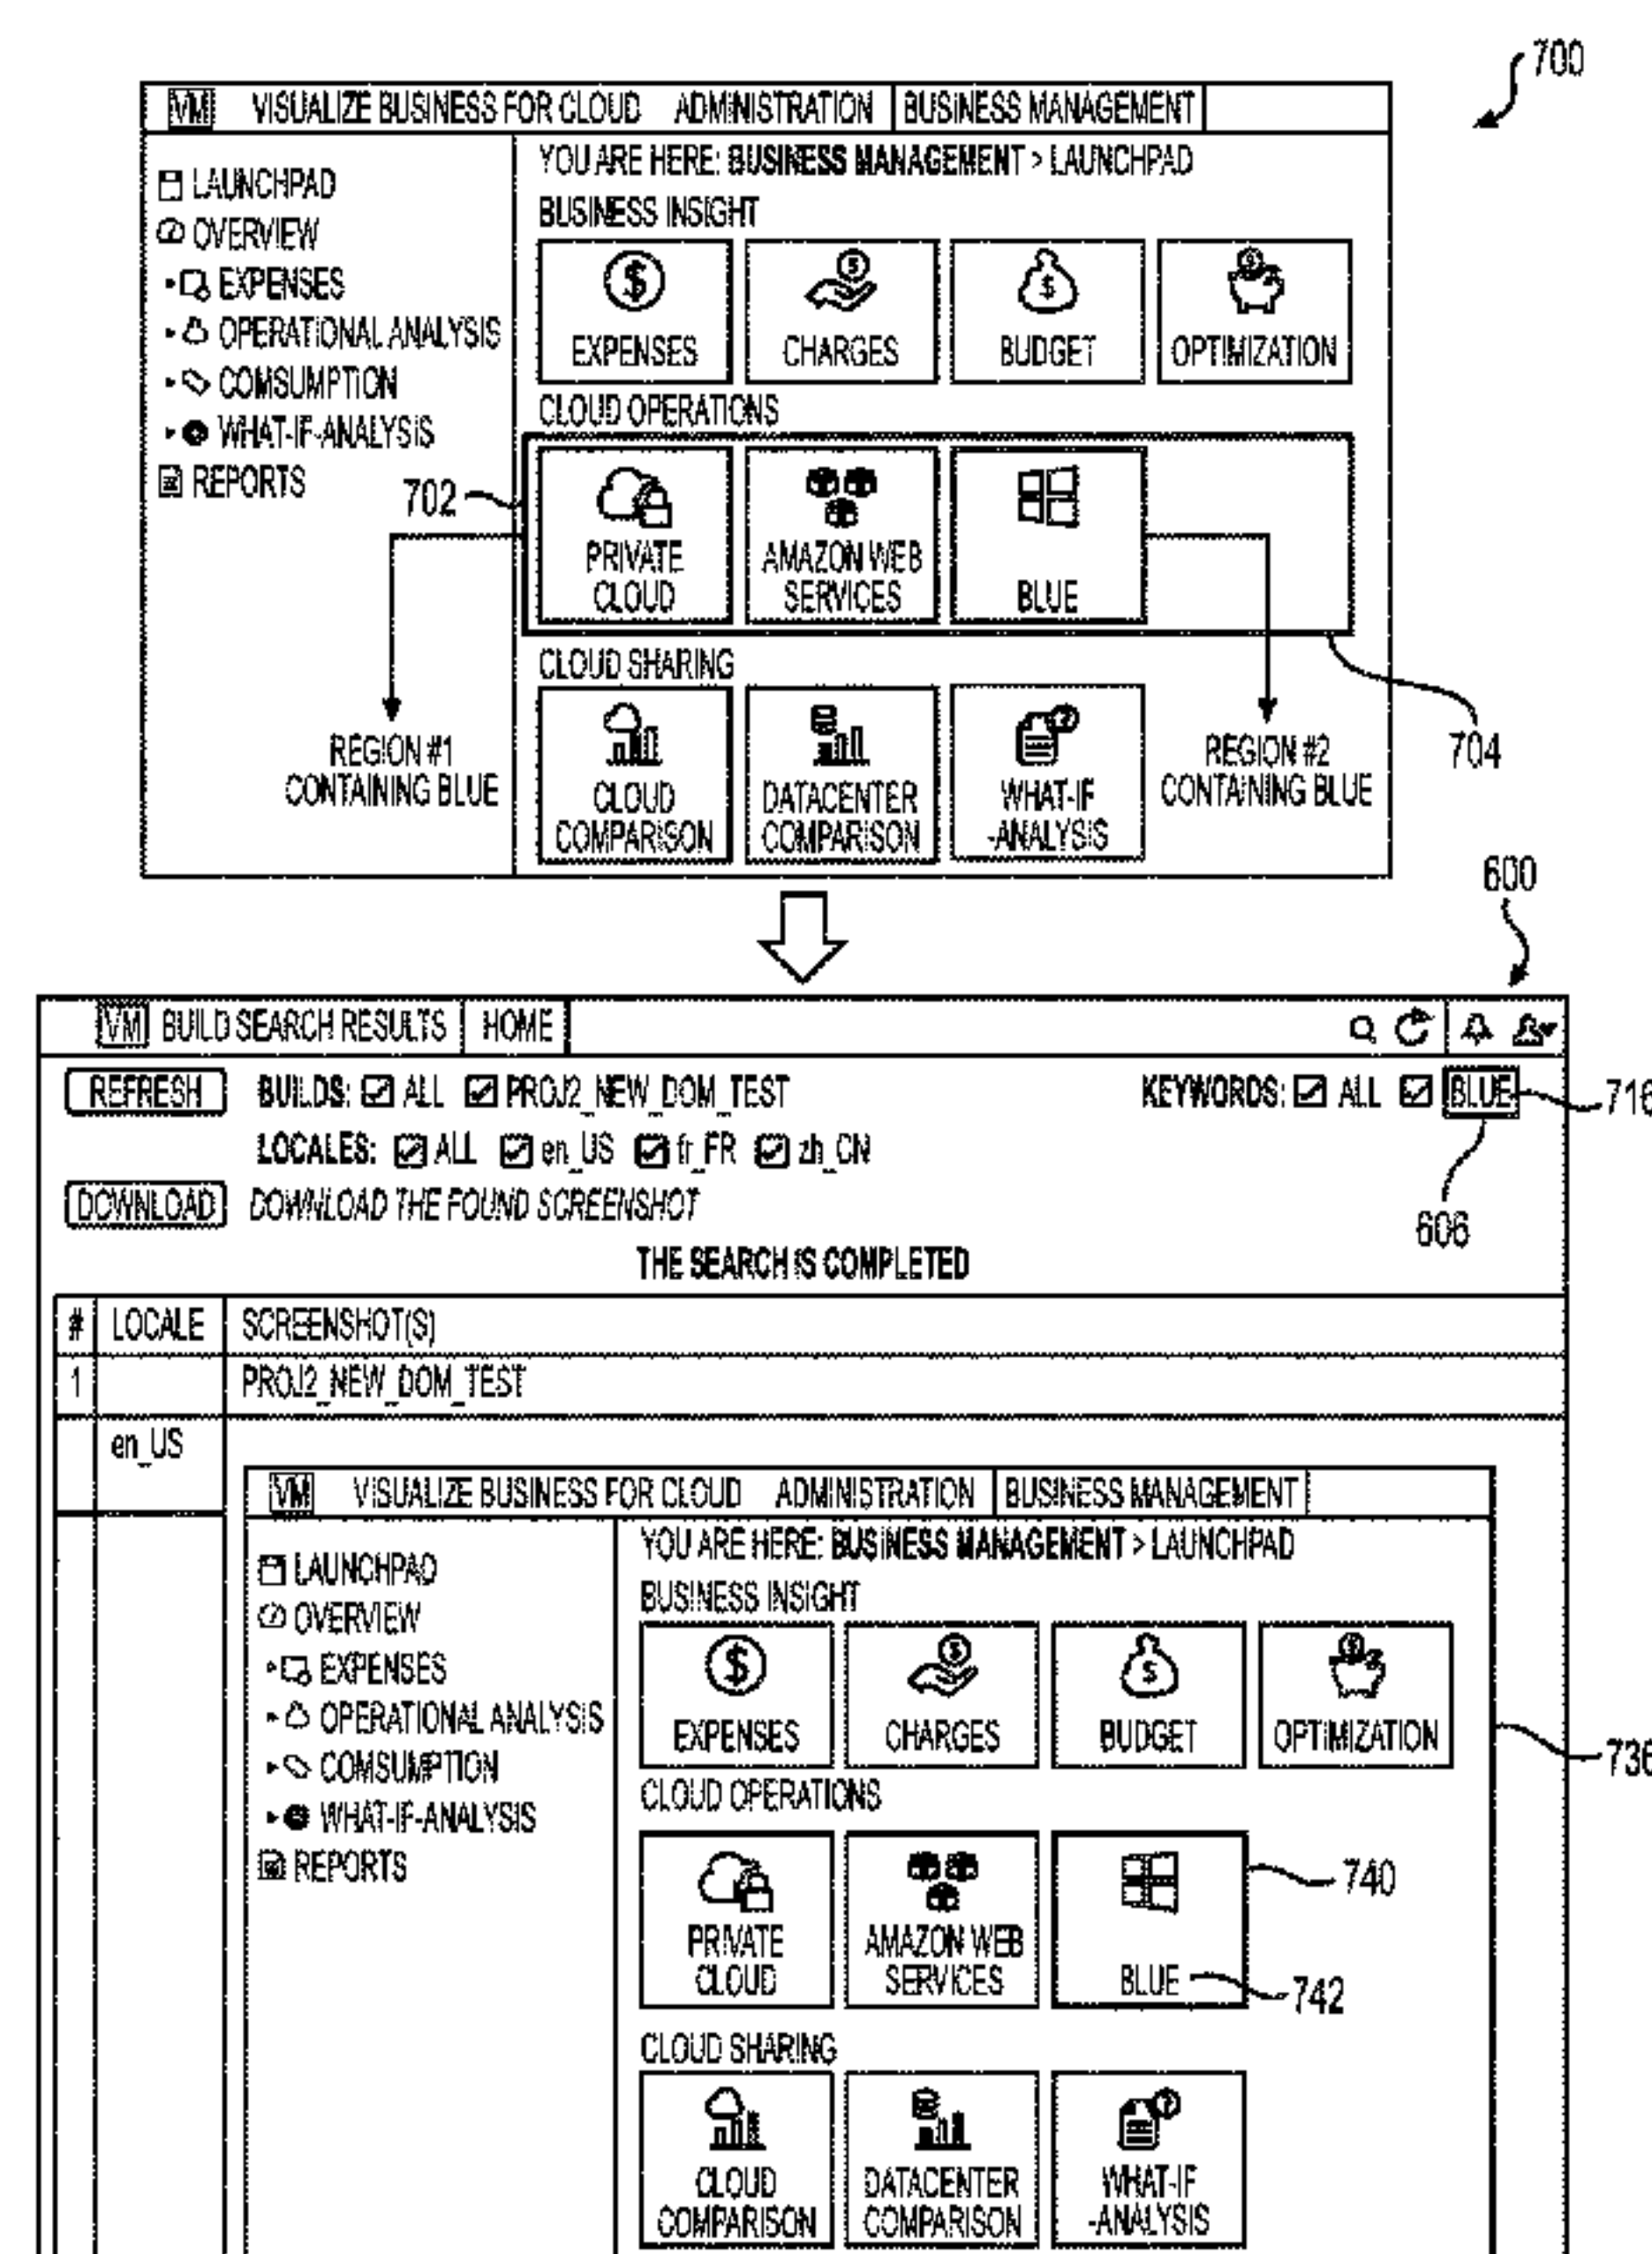 700
VM VISUALIZE BUSINESS FOR CLOUD ADMINISTRATION BUSINESS MANAGEMENT
LAUNCHPAD
OVERVIEW
EXPENSES
OPERATIONAL ANALYSIS
COMSUMPTION
WHAT-IF-ANALYSIS
REPORTS
YOU ARE HERE: BUSINESS MANAGEMENT > LAUNCHPAD
BUSINESS INSIGHT
EXPENSES CHARGES BUDGET OPTIMIZATION
CLOUD OPERATIONS
702
PRIVATE CLOUD
AMAZON WEB SERVICES
BLUE
CLOUD SHARING
704
REGION #1
CONTAINING BLUE
CLOUD COMPARISON
DATACENTER COMPARISON
WHAT-IF
-ANALYSIS
REGION #2
CONTAINING BLUE
600
VM BUILD SEARCH RESULTS HOME
REFRESH BUILDS: ALL PROJ2_NEW_DOM_TEST KEYWORDS: ALL BLUE 716
LOCALES: ALL en_US fr_FR zh_CN
606
DOWNLOAD DOWNLOAD THE FOUND SCREENSHOT
THE SEARCH IS COMPLETED
# LOCALE SCREENSHOT(S)
1 PROJ2_NEW_DOM_TEST
en_US
VM VISUALIZE BUSINESS FOR CLOUD ADMINISTRATION BUSINESS MANAGEMENT
LAUNCHPAD
OVERVIEW
EXPENSES
OPERATIONAL ANALYSIS
COMSUMPTION
WHAT-IF-ANALYSIS
REPORTS
YOU ARE HERE: BUSINESS MANAGEMENT > LAUNCHPAD
BUSINESS INSIGHT
EXPENSES CHARGES BUDGET OPTIMIZATION
736
CLOUD OPERATIONS
PRIVATE CLOUD
AMAZON WEB SERVICES
BLUE
740
742
CLOUD SHARING
CLOUD COMPARISON
DATACENTER COMPARISON
WHAT-IF
-ANALYSIS